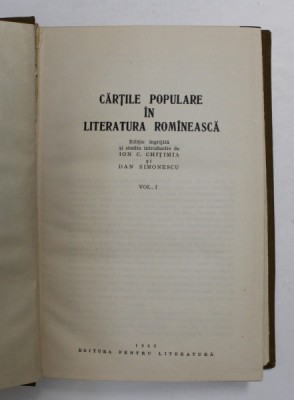 CĂRȚILE POPULARE
ÎN
LITERATURA ROMÎNEASCĂ
Ediție îngrijită
și studiu introductiv de
ION C. CHIȚIMIA
și
DAN SIMONESCU
VOL. I
EDITURA PENTRU LITERATURĂ